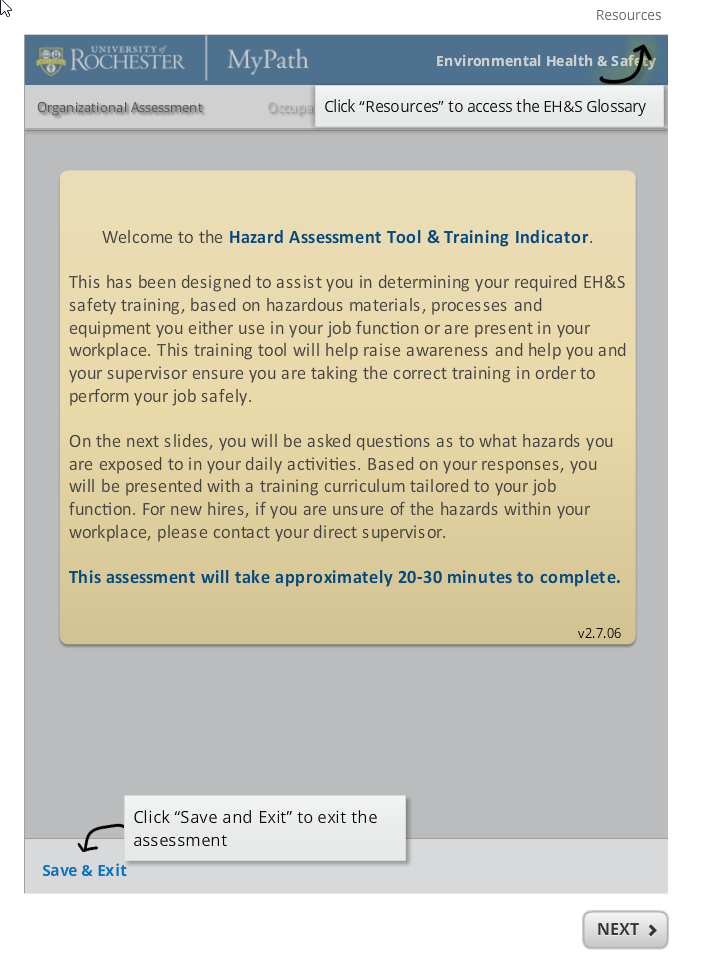 Resources
UNIVERSITY of
ROCHESTER
MyPath
Environmental Health & Safety
Organizational Assessment
Click “Resources” to access the EH&S Glossary
Welcome to the Hazard Assessment Tool & Training Indicator.
This has been designed to assist you in determining your required EH&S
safety training, based on hazardous materials, processes and
equipment you either use in your job function or are present in your
workplace. This training tool will help raise awareness and help you and
your supervisor ensure you are taking the correct training in order to
perform your job safely.
On the next slides, you will be asked questions as to what hazards you
are exposed to in your daily activities. Based on your responses, you
will be presented with a training curriculum tailored to your job
function. For new hires, if you are unsure of the hazards within your
workplace, please contact your direct supervisor.
This assessment will take approximately 20-30 minutes to complete.
v2.7.06
Click “Save and Exit” to exit the
assessment
Save & Exit
NEXT